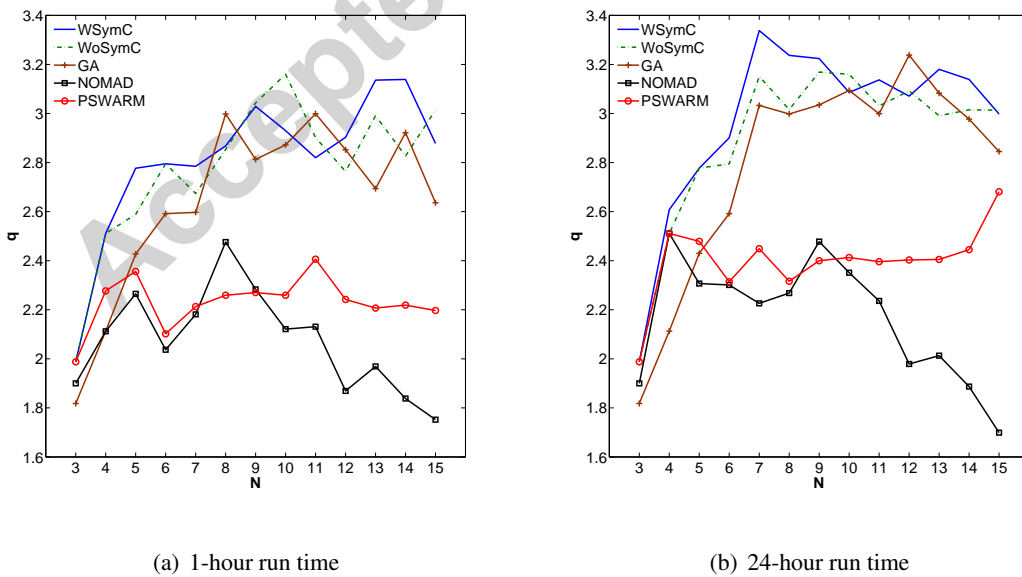 3.4
3.2
3
2.8
2.6
2.4
2.2
2
1.8
1.6
q
WSymC
WoSymC
GA
NOMAD
PSWARM
Accepte
3 4 5 6 7 8 9 10 11 12 13 14 15
N
(a) 1-hour run time
3.4
3.2
3
2.8
2.6
2.4
2.2
2
1.8
1.6
q
WSymC
WoSymC
GA
NOMAD
PSWARM
3 4 5 6 7 8 9 10 11 12 13 14 15
N
(b) 24-hour run time